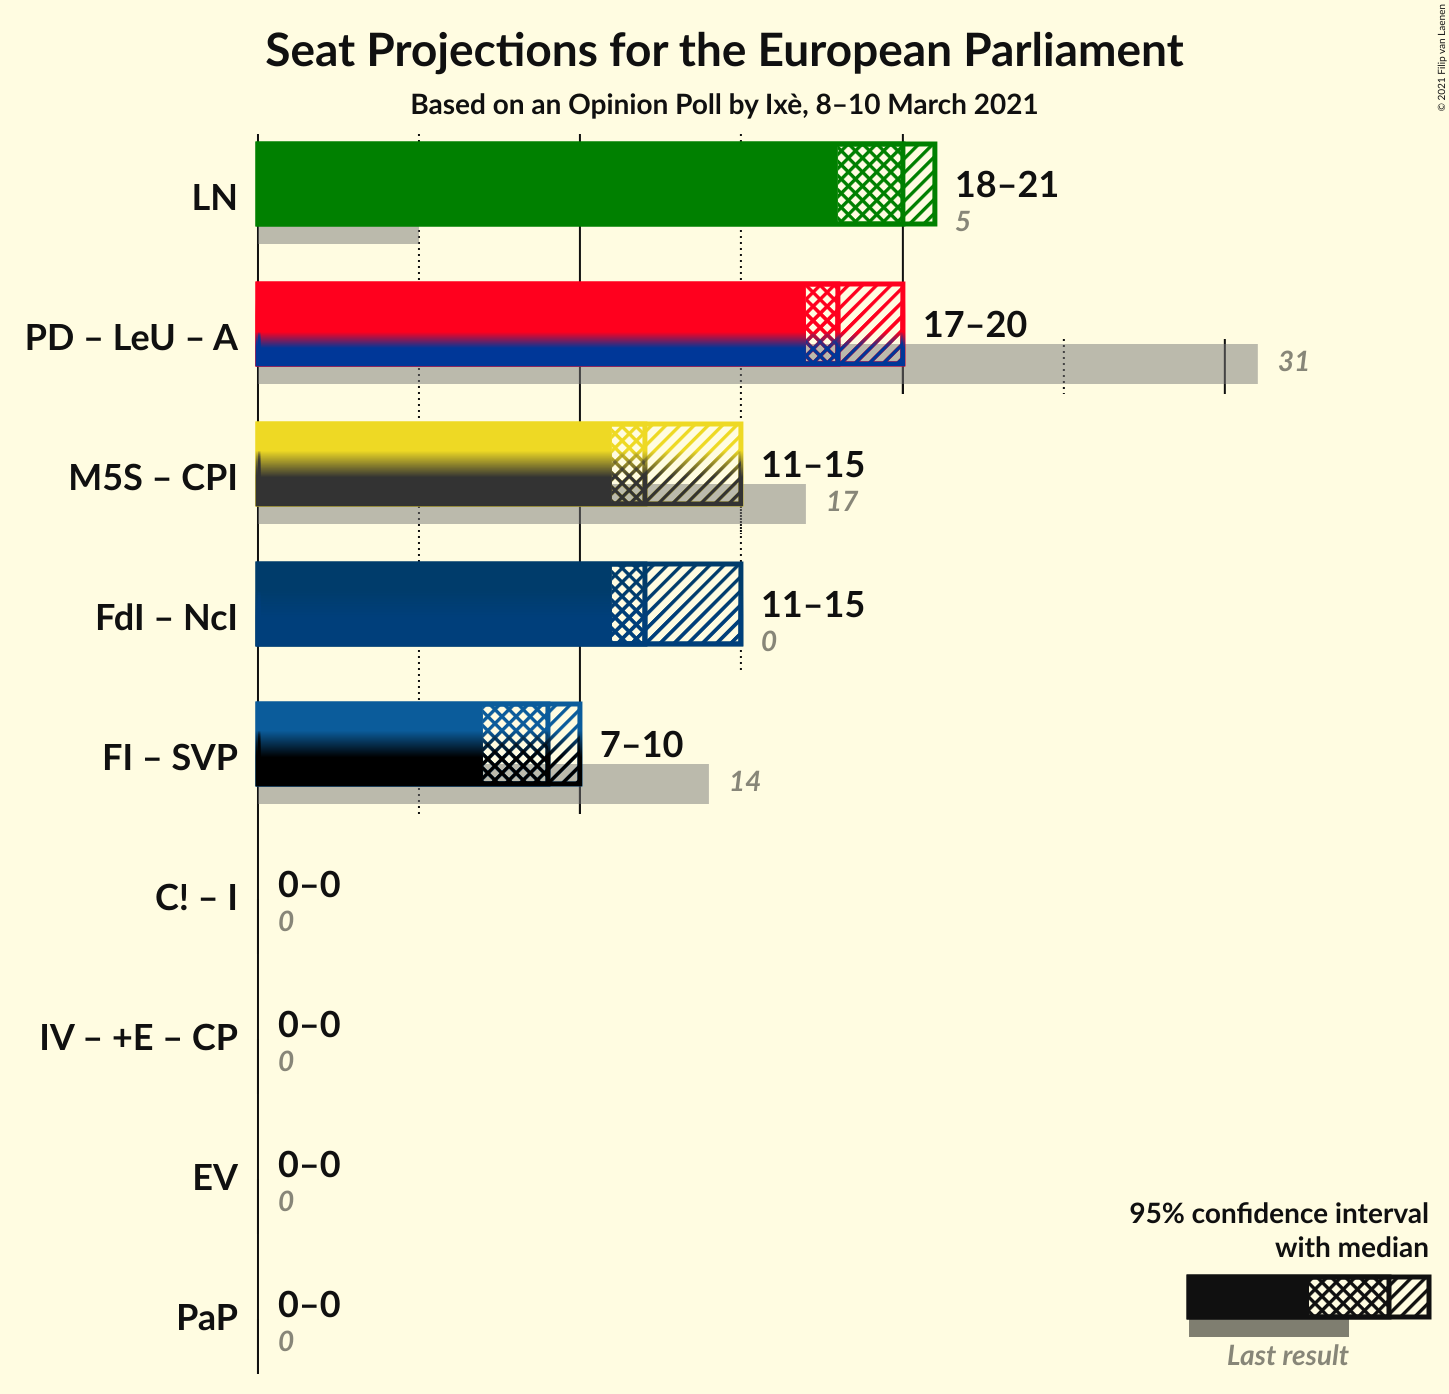 Seat Projections for the European Parliament
Based on an Opinion Poll by Ixè, 8–10 March 2021
© 2021 Filip van Laenen
LN
18–21
5
PD – LeU – A
17–20
31
M5S – CPI
11–15
17
FdI – NcI
11–15
0
FI – SVP
7–10
14
C! – I
0–0
0
IV – +E – CP
0–0
0
EV
0–0
0
PaP
0–0
0
95% confidence interval
with median
Last result